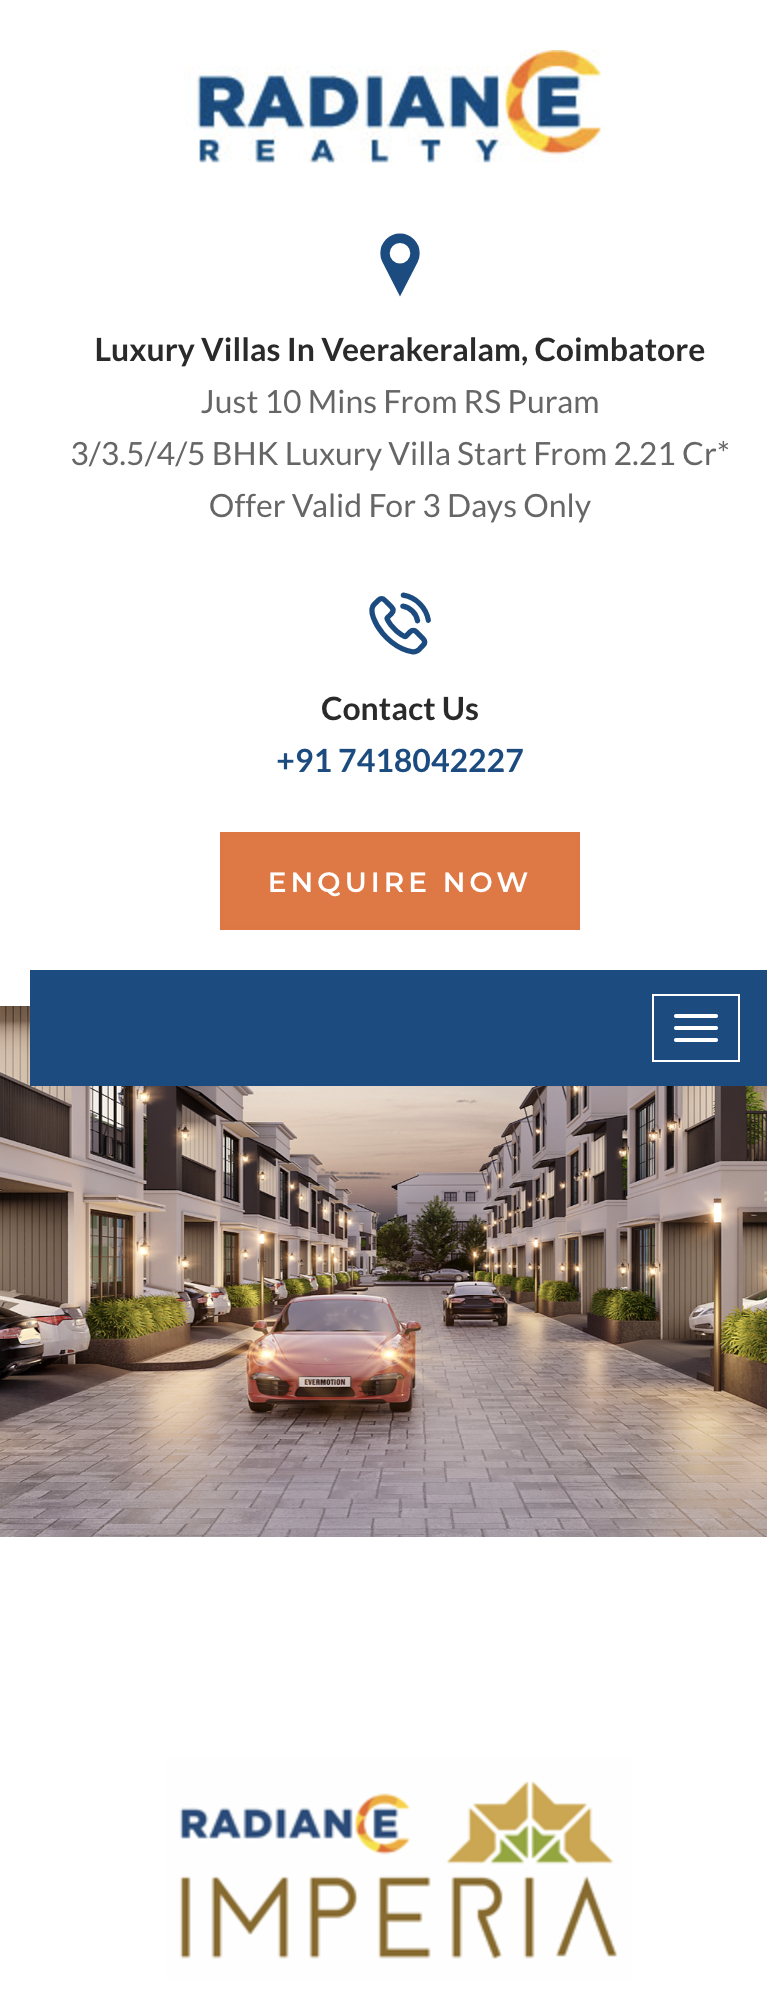 RADIANCE
REALTY
Luxury Villas In Veerakeralam, Coimbatore
Just 10 Mins From RS Puram
3/3.5/4/5 BHK Luxury Villa Start From 2.21 Cr*
Offer Valid For 3 Days Only
Contact Us
+91 7418042227
ENQUIRE NOW
EVERMOTION
RADIANCE
IMPERIA